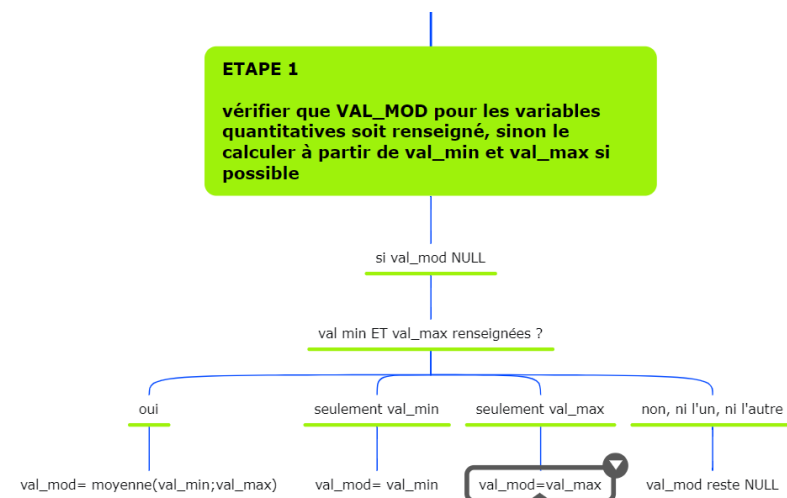 ETAPE 1
vérifier que VAL_MOD pour les variables
quantitatives soit renseigné, sinon le
calculer à partir de val_min et val_max si
possible
si val_mod NULL
val min ET val_max renseignées ?
oui
seulement val_min
seulement val_max
non, ni l'un, ni l'autre
val_mod= moyenne(val_min;val_max)
val_mod= val_min
val_mod=val_max
val_mod reste NULL